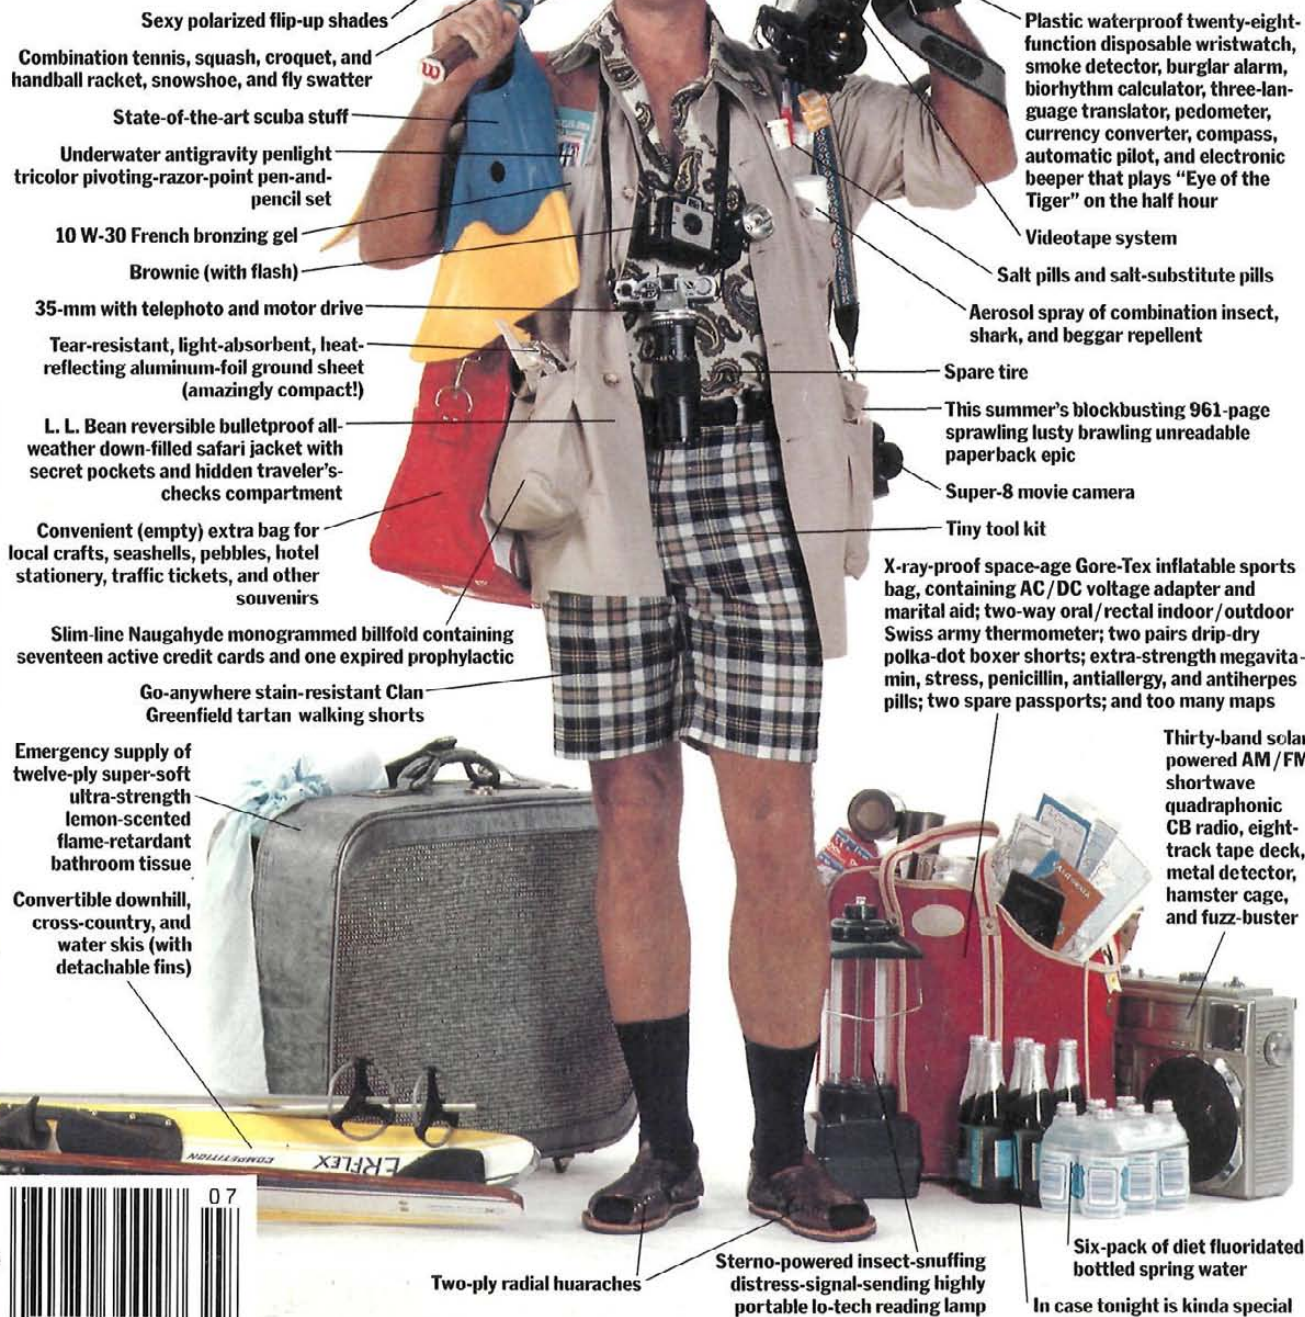 Sexy polarized flip-up shades
Combination tennis, squash, croquet, and
handball racket, snowshoe, and fly swatter
State-of-the-art scuba stuff
Underwater antigravity penlight
tricolor pivoting-razor-point pen-and-
pencil set
10 W-30 French bronzing gel
Brownie (with flash)
35-mm with telephoto and motor drive
Tear-resistant, light-absorbent, heat-
reflecting aluminum-foil ground sheet
(amazingly compact!)
L. L. Bean reversible bulletproof all-
weather down-filled safari jacket with
secret pockets and hidden traveler's-
checks compartment
Convenient (empty) extra bag for
local crafts, seashells, pebbles, hotel
stationery, traffic tickets, and other
souvenirs
Slim-line Naugahyde monogrammed billfold containing
seventeen active credit cards and one expired prophylactic
Go-anywhere stain-resistant Clan
Greenfield tartan walking shorts
Emergency supply of
twelve-ply super-soft
ultra-strength
lemon-scented
flame-retardant
bathroom tissue
Convertible downhill,
cross-country, and
water skis (with
detachable fins)
Plastic waterproof twenty-eight-
function disposable wristwatch,
smoke detector, burglar alarm,
biorhythm calculator, three-lan-
guage translator, pedometer,
currency converter, compass,
automatic pilot, and electronic
beeper that plays "Eye of the
Tiger" on the half hour
Videotape system
Salt pills and salt-substitute pills
Aerosol spray of combination insect,
shark, and beggar repellent
Spare tire
This summer's blockbusting 961-page
sprawling lusty brawling unreadable
paperback epic
Super-8 movie camera
Tiny tool kit
X-ray-proof space-age Gore-Tex inflatable sports
bag, containing AC/DC voltage adapter and
marital aid; two-way oral/rectal indoor/outdoor
Swiss army thermometer; two pairs drip-dry
polka-dot boxer shorts; extra-strength megavita-
min, stress, penicillin, antiallergy, and antiherpes
pills; two spare passports; and too many maps
Thirty-band solar
powered AM/FM
shortwave
quadraphonic
CB radio, eight-
track tape deck,
metal detector,
hamster cage,
and fuzz-buster
CALIFORNIA
COMPETITION
ERFLEX
07
Two-ply radial huaraches
Sterno-powered insect-snuffing
distress-signal-sending highly
portable lo-tech reading lamp
Six-pack of diet fluoridated
bottled spring water
In case tonight is kinda special
W